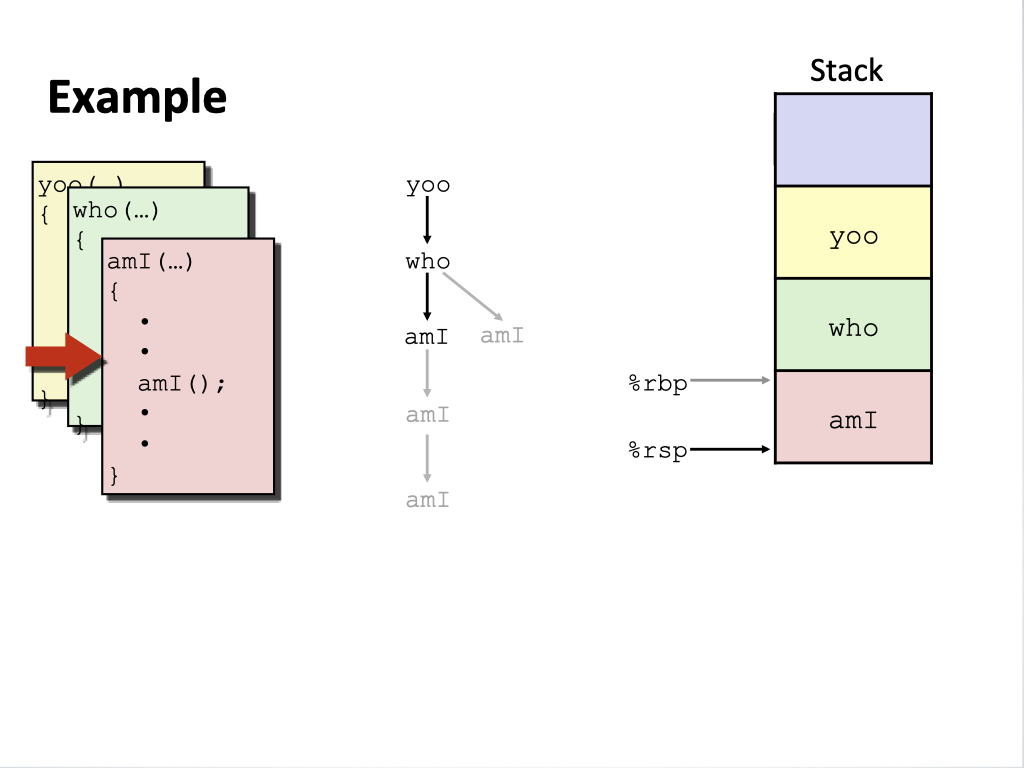 Example
Stack
yoo(…)
{
}
who(…)
{
}
amI(…)
{
•
•
amI();
•
•
}
yoo
who
amI
amI
amI
amI
yoo
who
amI
%rbp
%rsp